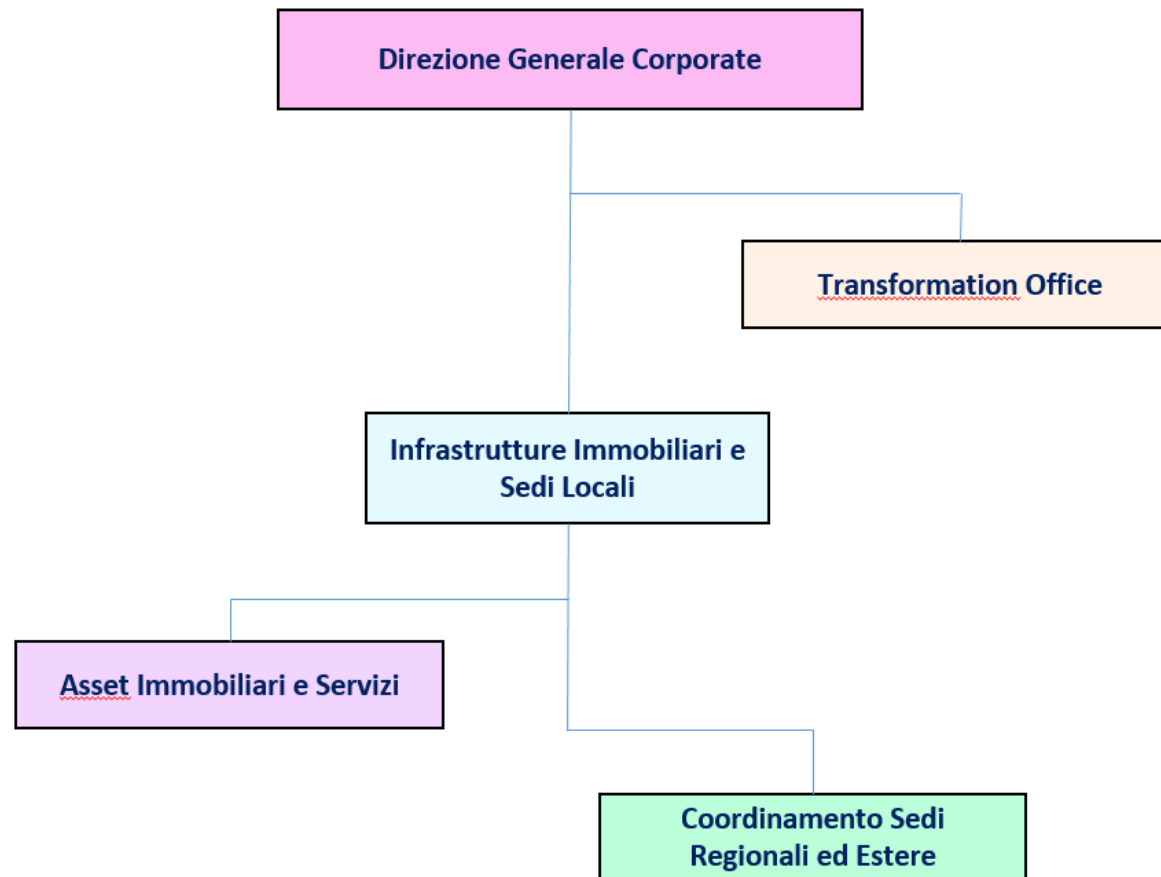 Direzione Generale Corporate
Transformation Office
Infrastrutture Immobiliari e
Sedi Locali
Asset Immobiliari e Servizi
Coordinamento Sedi
Regionali ed Estere